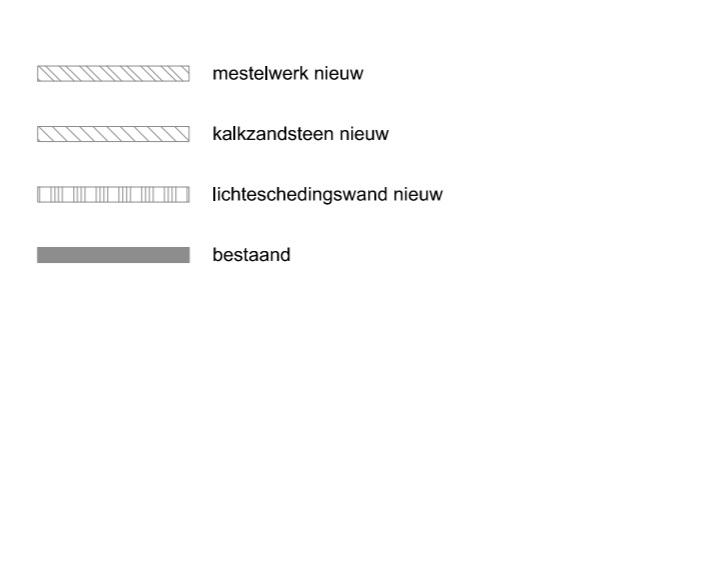 mestelwerk nieuw
kalkzandsteen nieuw
lichteschedingswand nieuw
bestaand